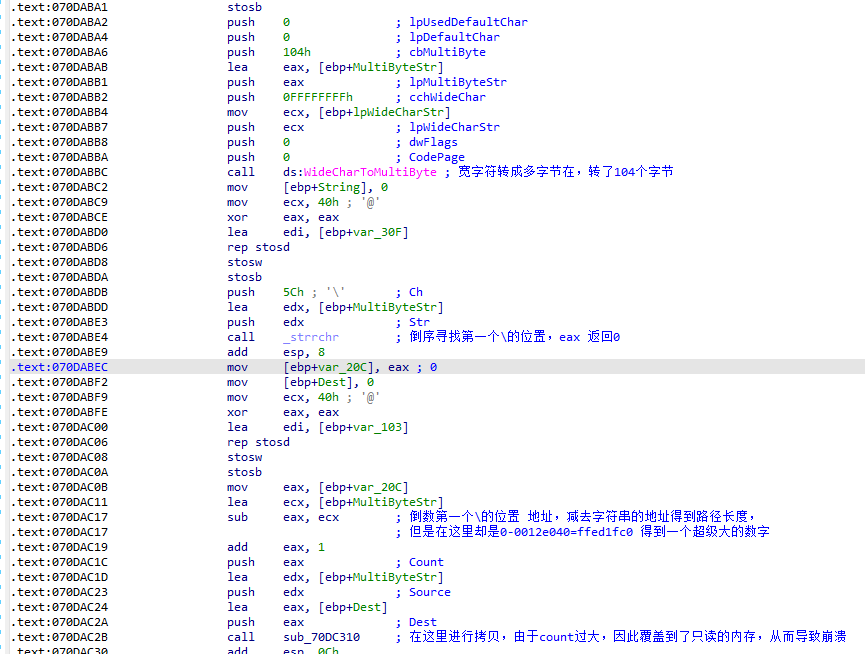 .text:070DABA1 stosb
.text:070DABA2 push 0 ; lpUsedDefaultChar
.text:070DABA4 push 0 ; lpDefaultChar
.text:070DABA6 push 104h ; cbMultiByte
.text:070DABAB lea eax, [ebp+MultiByteStr]
.text:070DABB1 push eax ; lpMultiByteStr
.text:070DABB2 push 0FFFFFFFFh ; cchWideChar
.text:070DABB4 mov ecx, [ebp+lpWideCharStr]
.text:070DABB7 push ecx ; lpWideCharStr
.text:070DABB8 push 0 ; dwFlags
.text:070DABBA push 0 ; CodePage
.text:070DABBC call ds:WideCharToMultiByte ; 宽字符转成多字节在，转了104个字节
.text:070DABC2 mov [ebp+String], 0
.text:070DABC9 mov ecx, 40h ; '@'
.text:070DABCE xor eax, eax
.text:070DABD0 lea edi, [ebp+var_30F]
.text:070DABD6 rep stosd
.text:070DABD8 stosw
.text:070DABDA stosb
.text:070DABDB push 5Ch ; '\' ; Ch
.text:070DABDD lea edx, [ebp+MultiByteStr]
.text:070DABE3 push edx ; Str
.text:070DABE4 call _strrchr ; 倒序寻找第一个\的位置，eax 返回0
.text:070DABE9 add esp, 8
.text:070DABEC mov [ebp+var_20C], eax ; 0
.text:070DABF2 mov [ebp+Dest], 0
.text:070DABF9 mov ecx, 40h ; '@'
.text:070DABFE xor eax, eax
.text:070DAC00 lea edi, [ebp+var_103]
.text:070DAC06 rep stosd
.text:070DAC08 stosw
.text:070DAC0A stosb
.text:070DAC0B mov eax, [ebp+var_20C]
.text:070DAC11 lea ecx, [ebp+MultiByteStr]
.text:070DAC17 sub eax, ecx ; 倒数第一个\的位置 地址，减去字符串的地址得到路径长度，
.text:070DAC17 ; 但是在这里却是0-0012e040=ffed1fc0 得到一个超级大的数字
.text:070DAC19 add eax, 1
.text:070DAC1C push eax ; Count
.text:070DAC1D lea edx, [ebp+MultiByteStr]
.text:070DAC23 push edx ; Source
.text:070DAC24 lea eax, [ebp+Dest]
.text:070DAC2A push eax ; Dest
.text:070DAC2B call sub_70DC310 ; 在这里进行拷贝，由于count过大，因此覆盖到了只读的内存，从而导致崩溃
.text:070DAC30 add esp, 0Ch